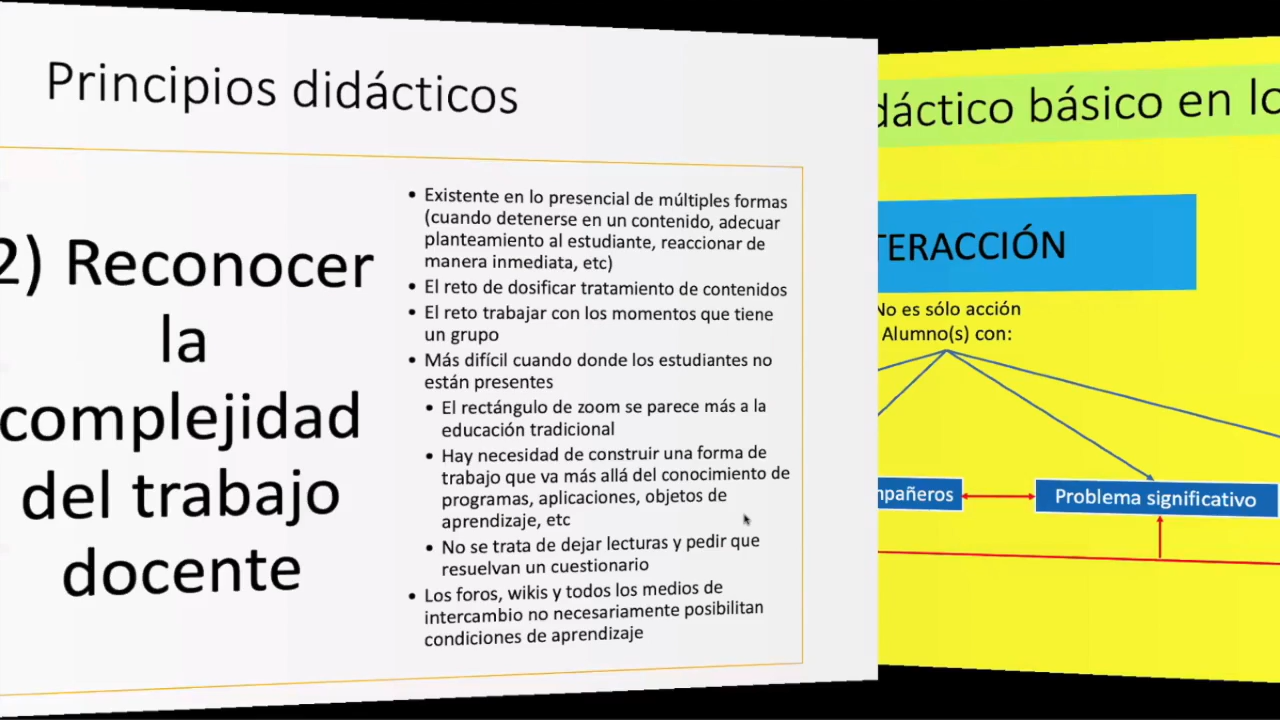 Principios didácticos
2) Reconocer
la
complejidad
del trabajo
docente
• Existente en lo presencial de múltiples formas
(cuando detenerse en un contenido, adecuar
planteamiento al estudiante, reaccionar de
manera inmediata, etc)
• El reto de dosificar tratamiento de contenidos
• El reto trabajar con los momentos que tiene
un grupo
• Más difícil cuando donde los estudiantes no
están presentes
• El rectángulo de zoom se parece más a la
educación tradicional
• Hay necesidad de construir una forma de
trabajo que va más allá del conocimiento de
programas, aplicaciones, objetos de
aprendizaje, etc
• No se trata de dejar lecturas y pedir que
resuelvan un cuestionario
• Los foros, wikis y todos los medios de
intercambio no necesariamente posibilitan
condiciones de aprendizaje
dáctico básico en lo
TERACCIÓN
No es sólo acción
Alumno(s) con:
mpañeros
Problema significativo